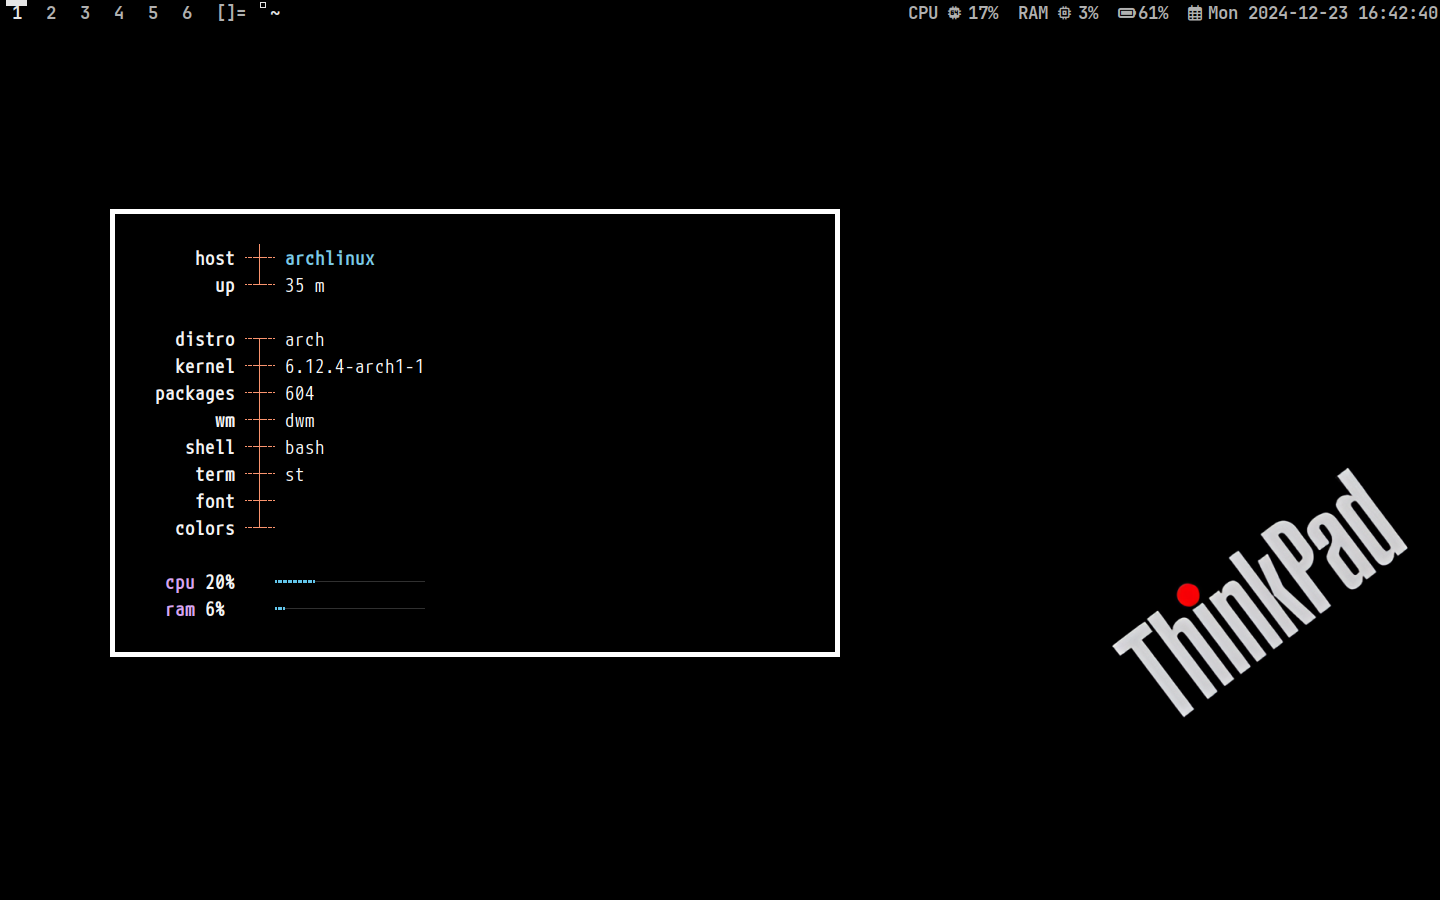 1 2 3 4 5 6 []= ~ CPU 17% RAM 3% 61% Mon 2024-12-23 16:42:40
host archlinux
up 35 m
distro arch
kernel 6.12.4-arch1-1
packages 604
wm dwm
shell bash
term st
font
colors
cpu 20%
ram 6%
ThinkPad